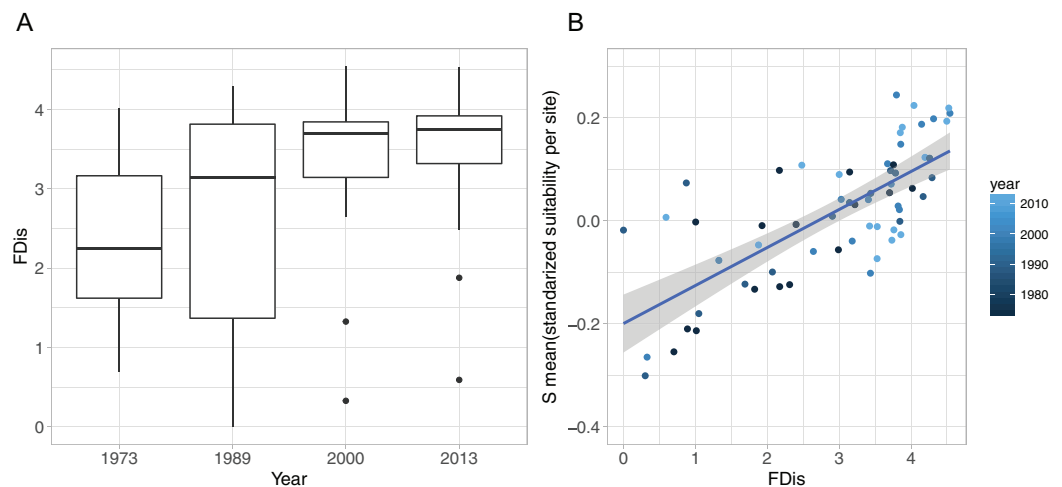 A
FDis
4
3
2
1
0
1973 1989 2000 2013
Year
B
S mean(standarized suitability per site)
0.2
0.0
−0.2
−0.4
0 1 2 3 4
FDis
year
2010
2000
1990
1980